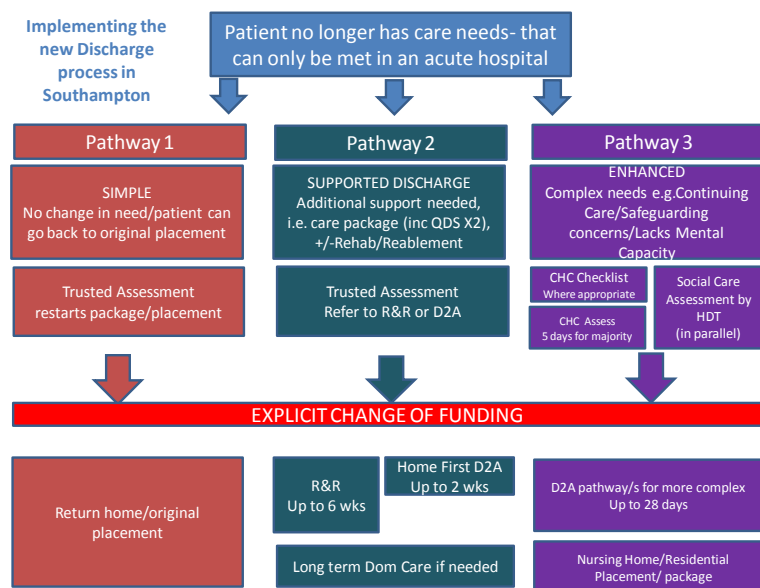 Implementing the
new Discharge
process in
Southampton
Patient no longer has care needs- that
can only be met in an acute hospital
Pathway 1
SIMPLE
No change in need/patient can
go back to original placement
Trusted Assessment
restarts package/placement
Pathway 2
SUPPORTED DISCHARGE
Additional support needed,
i.e. care package (inc QDS X2),
+/-Rehab/Reablement
Trusted Assessment
Refer to R&R or D2A
Pathway 3
ENHANCED
Complex needs e.g.Continuing
Care/Safeguarding
concerns/Lacks Mental
Capacity
CHC Checklist
Where appropriate
CHC Assess
5 days for majority
Social Care
Assessment by
HDT
(in parallel)
EXPLICIT CHANGE OF FUNDING
Return home/original
placement
R&R
Up to 6 wks
Home First D2A
Up to 2 wks
Long term Dom Care if needed
D2A pathway/s for more complex
Up to 28 days
Nursing Home/Residential
Placement/ package